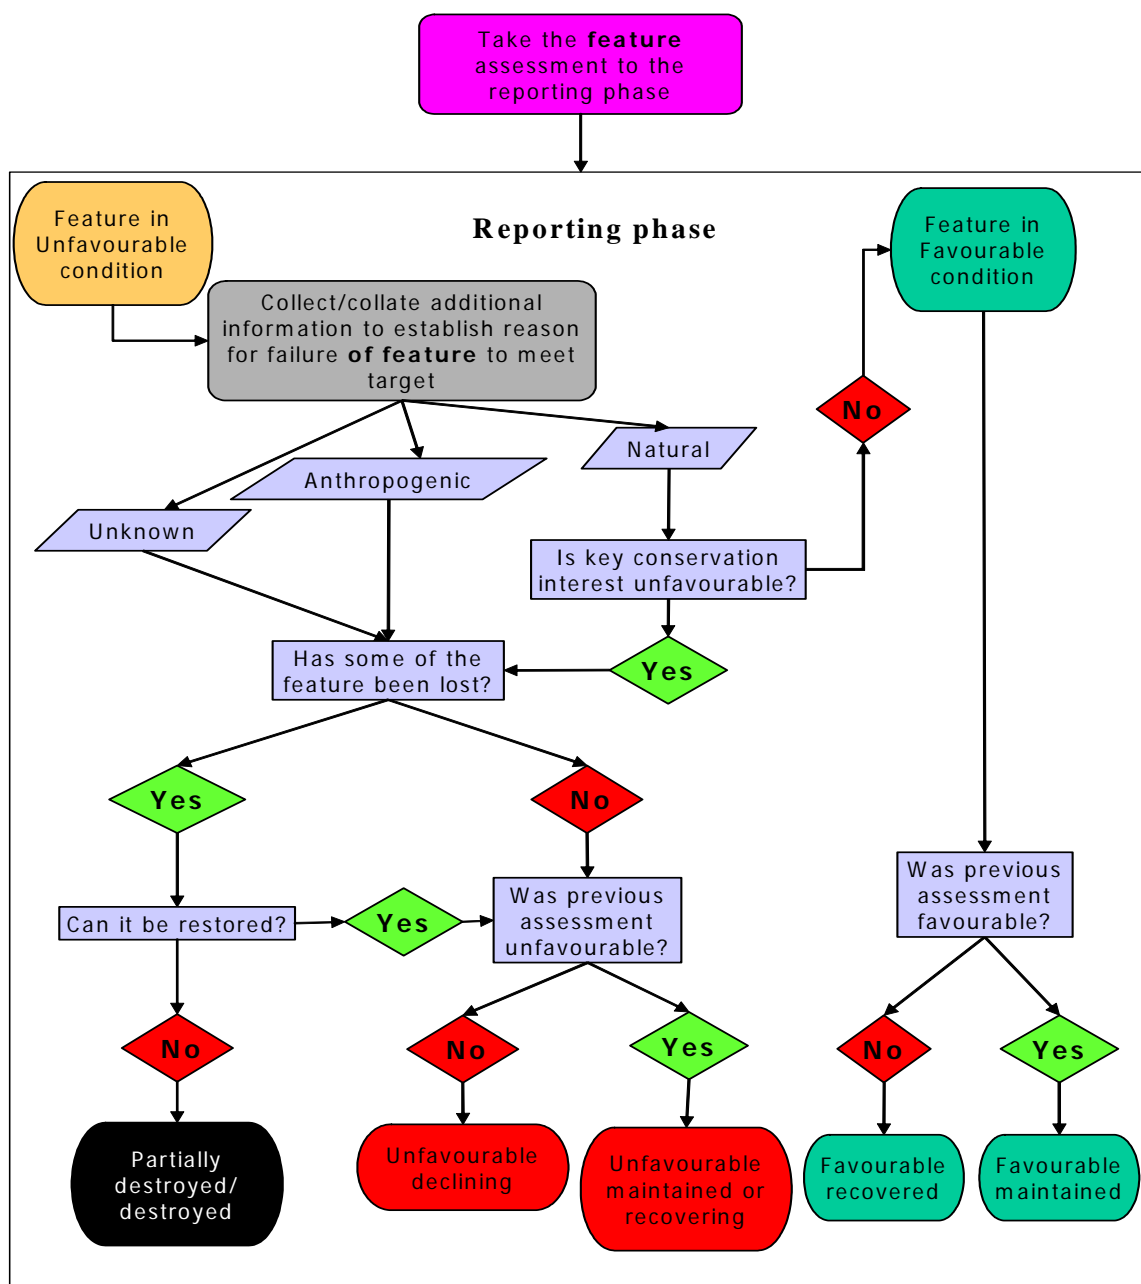 Take the feature
assessment to the
reporting phase
Reporting phase
Feature in
Unfavourable
condition
Feature in
Favourable
condition
Collect/collate additional
information to establish reason
for failure of feature to meet
target
No
Natural
Anthropogenic
Unknown
Is key conservation
interest unfavourable?
Has some of the
feature been lost?
Yes
Yes
No
Can it be restored?
Yes
Was previous
assessment
unfavourable?
Was previous
assessment
favourable?
No
No
Yes
No
Yes
Partially
destroyed/
destroyed
Unfavourable
declining
Unfavourable
maintained or
recovering
Favourable
recovered
Favourable
maintained